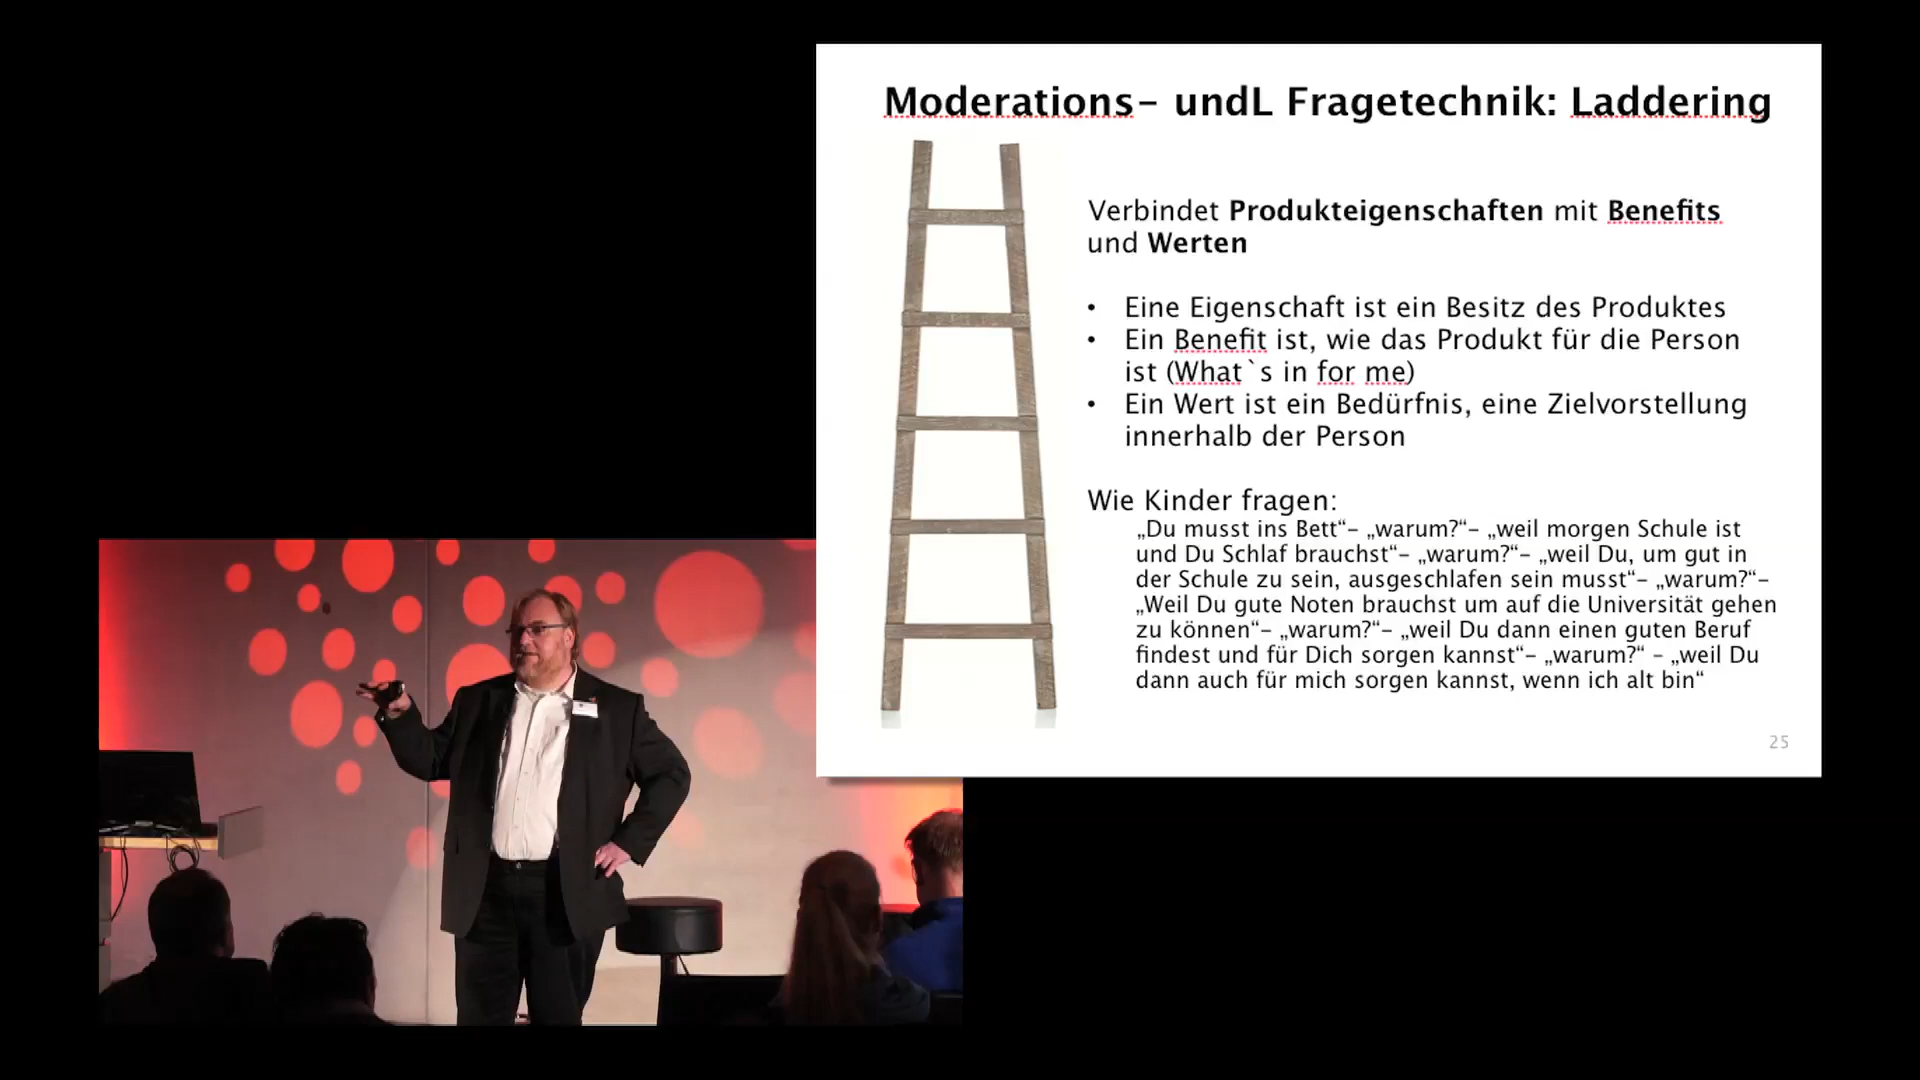 Moderations- undL Fragetechnik: Laddering
Verbindet Produkteigenschaften mit Benefits
und Werten
• Eine Eigenschaft ist ein Besitz des Produktes
• Ein Benefit ist, wie das Produkt für die Person
ist (What`s in for me)
• Ein Wert ist ein Bedürfnis, eine Zielvorstellung
innerhalb der Person
Wie Kinder fragen:
„Du musst ins Bett“- „warum?“- „weil morgen Schule ist
und Du Schlaf brauchst“- „warum?“- „weil Du, um gut in
der Schule zu sein, ausgeschlafen sein musst“- „warum?“-
„Weil Du gute Noten brauchst um auf die Universität gehen
zu können“- „warum?“- „weil Du dann einen guten Beruf
findest und für Dich sorgen kannst“- „warum?“ - „weil Du
dann auch für mich sorgen kannst, wenn ich alt bin“
25